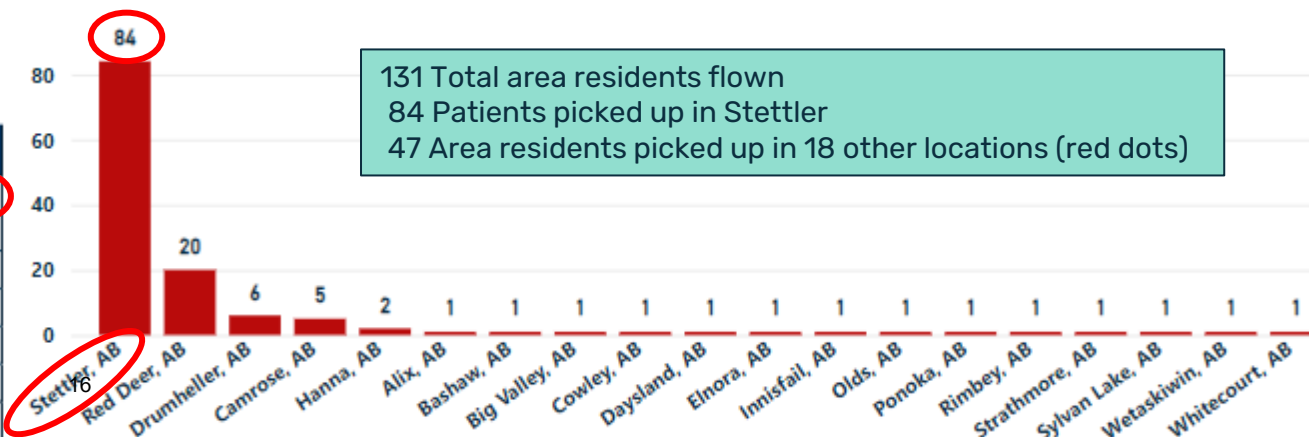 84
131 Total area residents flown
84 Patients picked up in Stettler
47 Area residents picked up in 18 other locations (red dots)
80
60
40
20
0
20
6
5
2
1
1
1
1
1
1
1
1
1
1
1
1
1
1
Stettler, AB
Red Deer, AB
Drumheller, AB
Camrose, AB
Hanna, AB
Alix, AB
Bashaw, AB
Big Valley, AB
Cowley, AB
Daysland, AB
Elnora, AB
Innisfail, AB
Olds, AB
Ponoka, AB
Rimbey, AB
Strathmore, AB
Sylvan Lake, AB
Wetaskiwin, AB
Whitecourt, AB
16